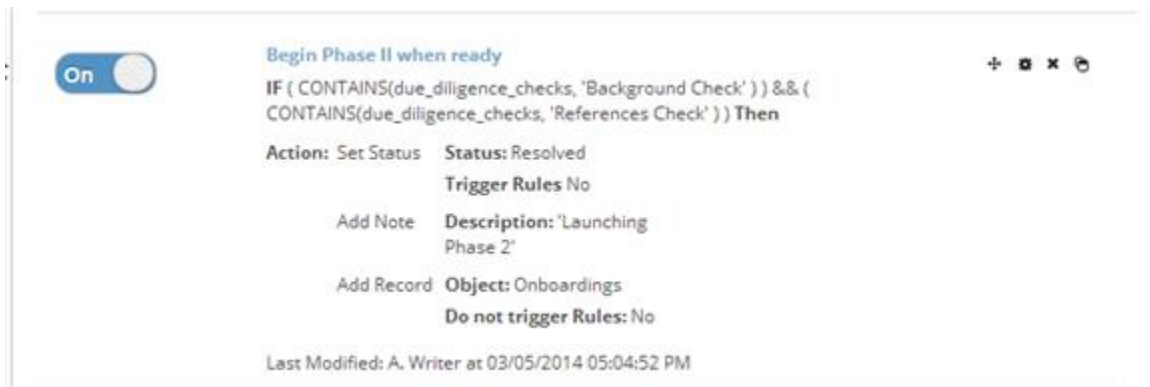 On
Begin Phase II when ready
IF ( CONTAINS(due_diligence_checks, 'Background Check' ) ) && (
CONTAINS(due_diligence_checks, 'References Check' ) ) Then
Action: Set Status Status: Resolved
Trigger Rules No
Add Note Description: 'Launching
Phase 2'
Add Record Object: Onboardings
Do not trigger Rules: No
Last Modified: A. Writer at 03/05/2014 05:04:52 PM